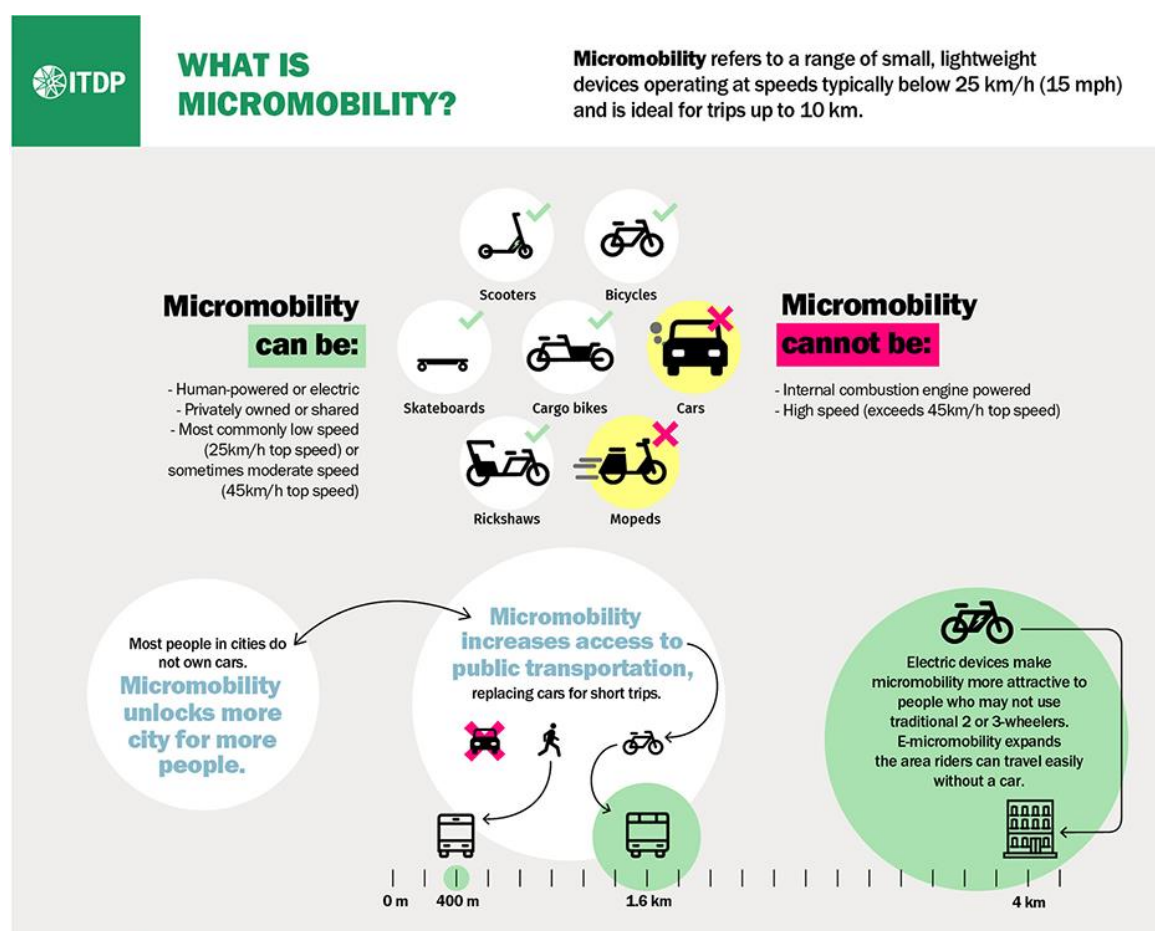 ITDP
WHAT IS
MICROMOBILITY?
Micromobility refers to a range of small, lightweight
devices operating at speeds typically below 25 km/h (15 mph)
and is ideal for trips up to 10 km.
Micromobility
can be:
- Human-powered or electric
- Privately owned or shared
- Most commonly low speed
(25km/h top speed) or
sometimes moderate speed
(45km/h top speed)
Scooters
Bicycles
Skateboards
Cargo bikes
Cars
Rickshaws
Mopeds
Micromobility
cannot be:
- Internal combustion engine powered
- High speed (exceeds 45km/h top speed)
Most people in cities do
not own cars.
Micromobility
unlocks more
city for more
people.
Micromobility
increases access to
public transportation,
replacing cars for short trips.
Electric devices make
micromobility more attractive to
people who may not use
traditional 2 or 3-wheelers.
E-micromobility expands
the area riders can travel easily
without a car.
0 m
400 m
1.6 km
4 km